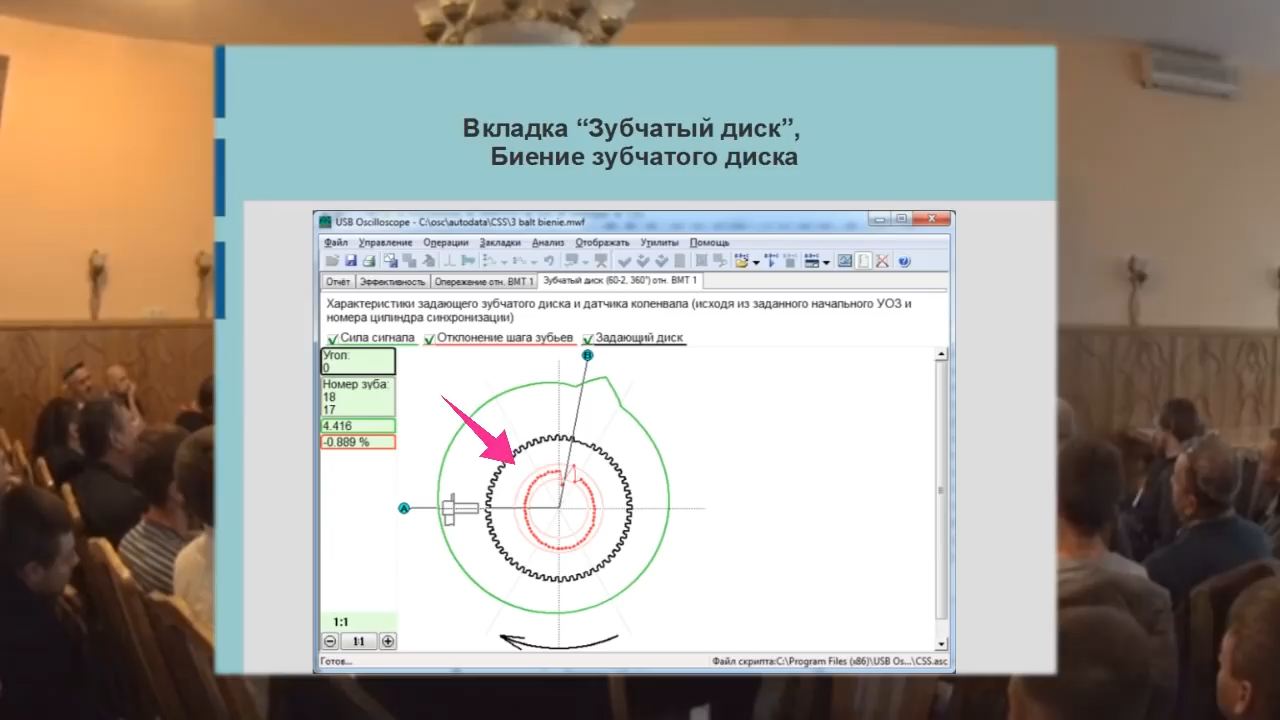 Вкладка “Зубчатый диск”,
Биение зубчатого диска
USB Oscilloscope - C:\osc\autodata\CSS\3 balt bienie.mwf
Файл Управление Операции Закладки Анализ Отображать Утилиты Помощь
Отчёт Эффективность Опережение отн. ВМТ 1 Зубчатый диск (60-2, 360°) отн. ВМТ 1
Характеристики задающего зубчатого диска и датчика коленвала (исходя из заданного начального УОЗ и
номера цилиндра синхронизации)
Сила сигнала Отклонение шага зубьев Задающий диск
Угол:
0
Номер зуба:
18
17
4.416
-0.889 %
B
A
1:1
1:1
Готов... Файл скрипта:C:\Program Files (x86)\USB Os...\CSS.asc